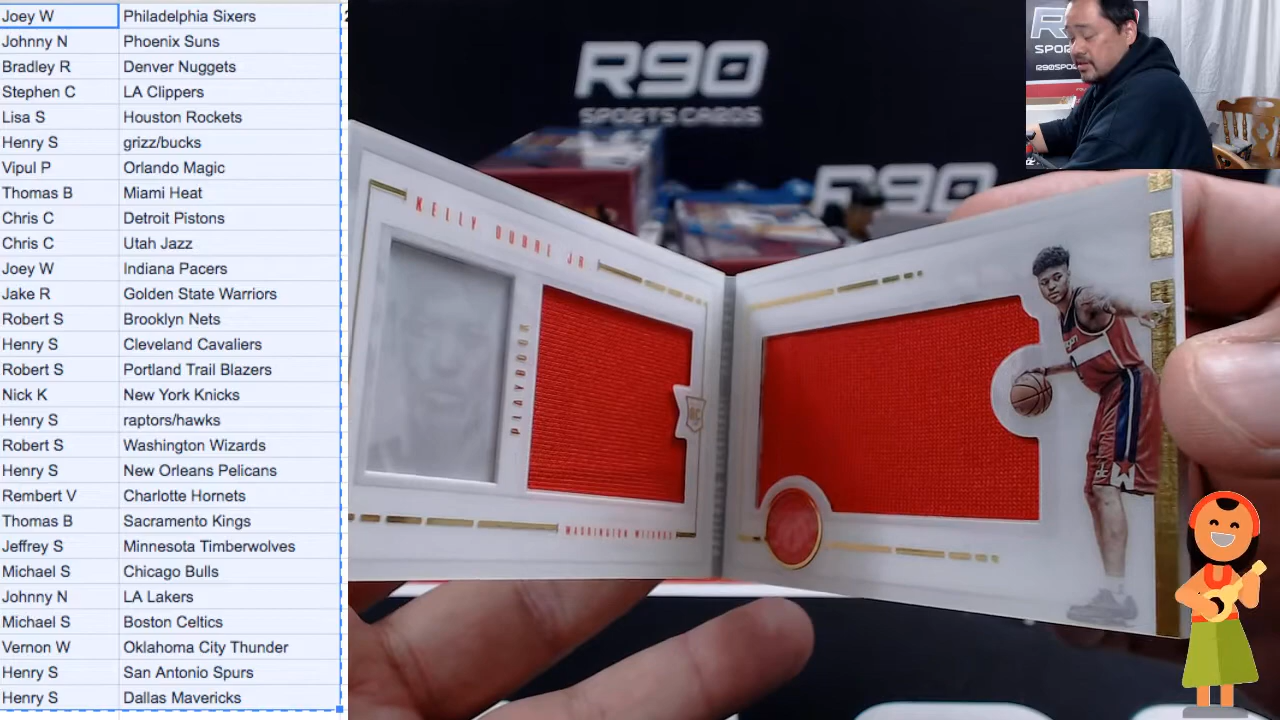 Joey W Philadelphia Sixers
Johnny N Phoenix Suns
Bradley R Denver Nuggets
Stephen C LA Clippers
Lisa S Houston Rockets
Henry S grizz/bucks
Vipul P Orlando Magic
Thomas B Miami Heat
Chris C Detroit Pistons
Chris C Utah Jazz
Joey W Indiana Pacers
Jake R Golden State Warriors
Robert S Brooklyn Nets
Henry S Cleveland Cavaliers
Robert S Portland Trail Blazers
Nick K New York Knicks
Henry S raptors/hawks
Robert S Washington Wizards
Henry S New Orleans Pelicans
Rembert V Charlotte Hornets
Thomas B Sacramento Kings
Jeffrey S Minnesota Timberwolves
Michael S Chicago Bulls
Johnny N LA Lakers
Michael S Boston Celtics
Vernon W Oklahoma City Thunder
Henry S San Antonio Spurs
Henry S Dallas Mavericks
R90
SPORTS CARDS
R90
KELLY OUBRE JR
PLAYBOOK
RC
WASHINGTON WIZARDS